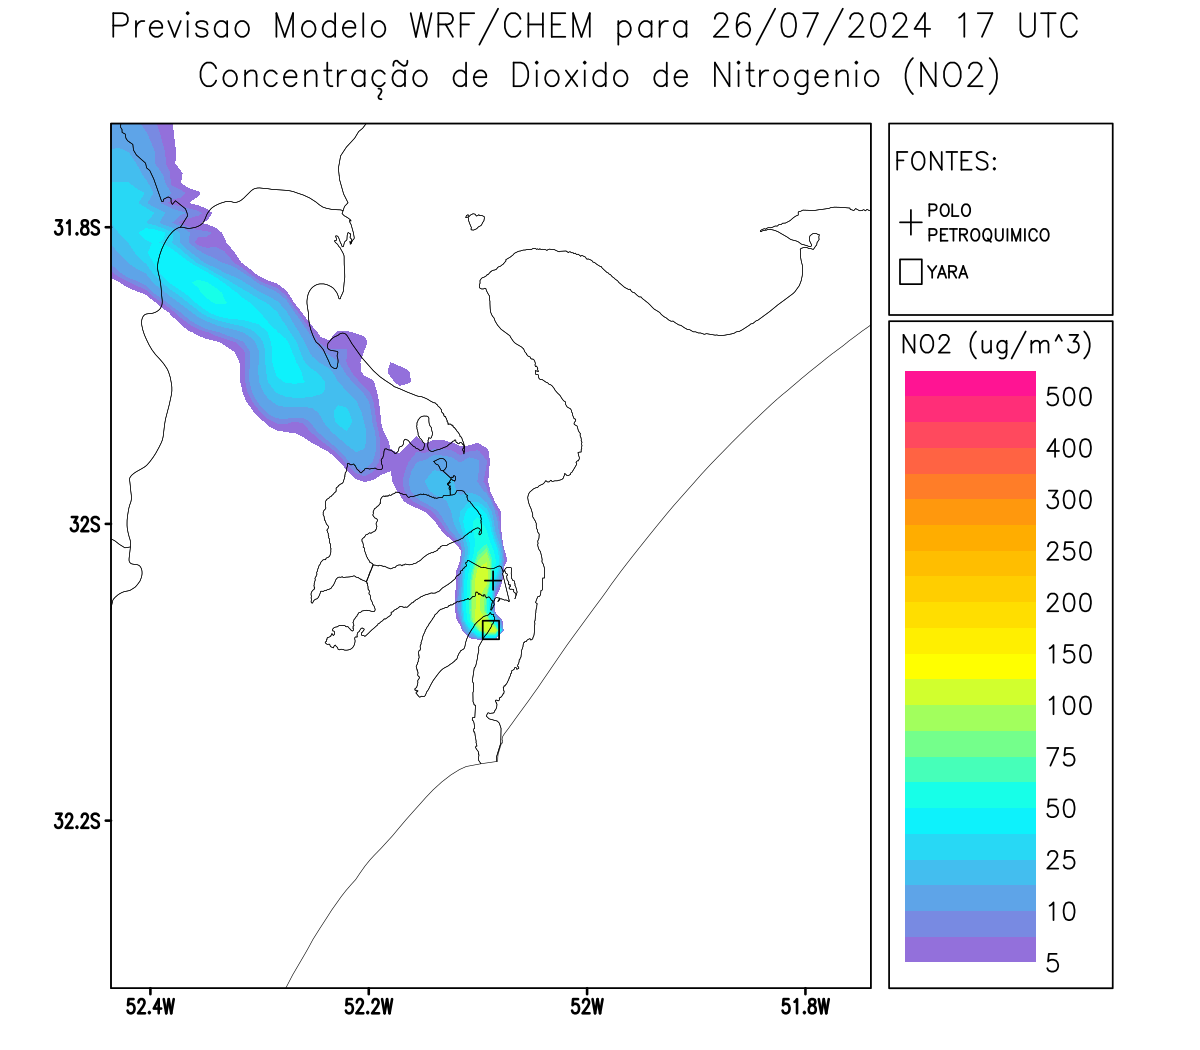 Previsao Modelo WRF/CHEM para 26/07/2024 17 UTC
Concentração de Dioxido de Nitrogenio (NO2)
FONTES:
POLO
PETROQUIMICO
YARA
NO2 (ug/m^3)
500
400
300
250
200
150
100
75
50
25
10
5
31.8S
32S
32.2S
52.4W
52.2W
52W
51.8W